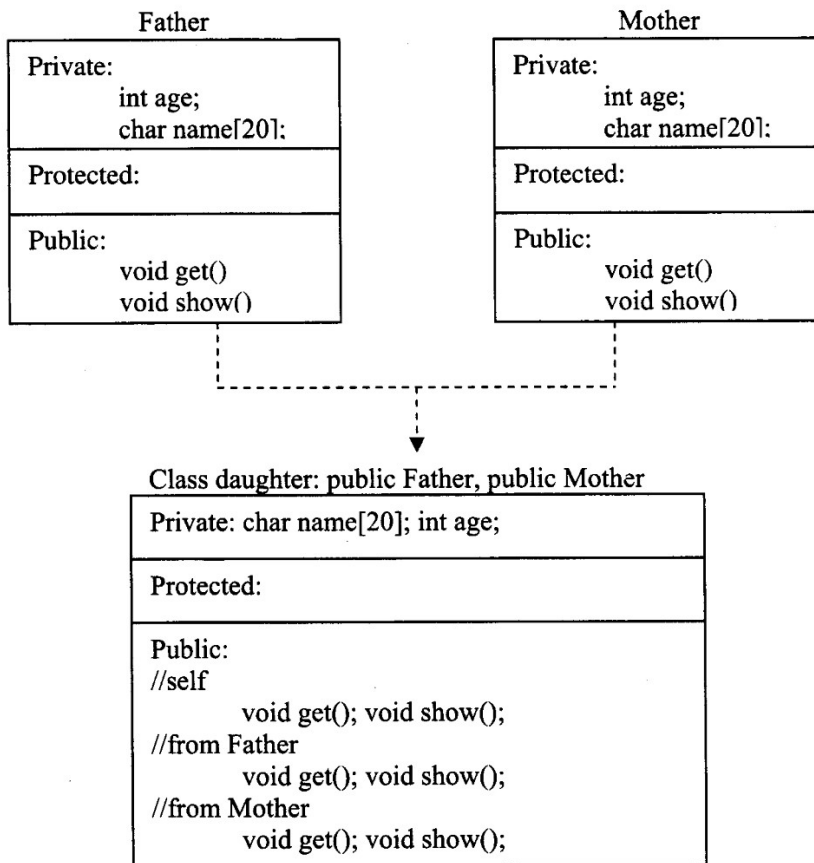 Father
Private:
int age;
char name[20];
Protected:
Public:
void get()
void show()
Mother
Private:
int age;
char name[20];
Protected:
Public:
void get()
void show()
Class daughter: public Father, public Mother
Private: char name[20]; int age;
Protected:
Public:
//self
void get(); void show();
//from Father
void get(); void show();
//from Mother
void get(); void show();